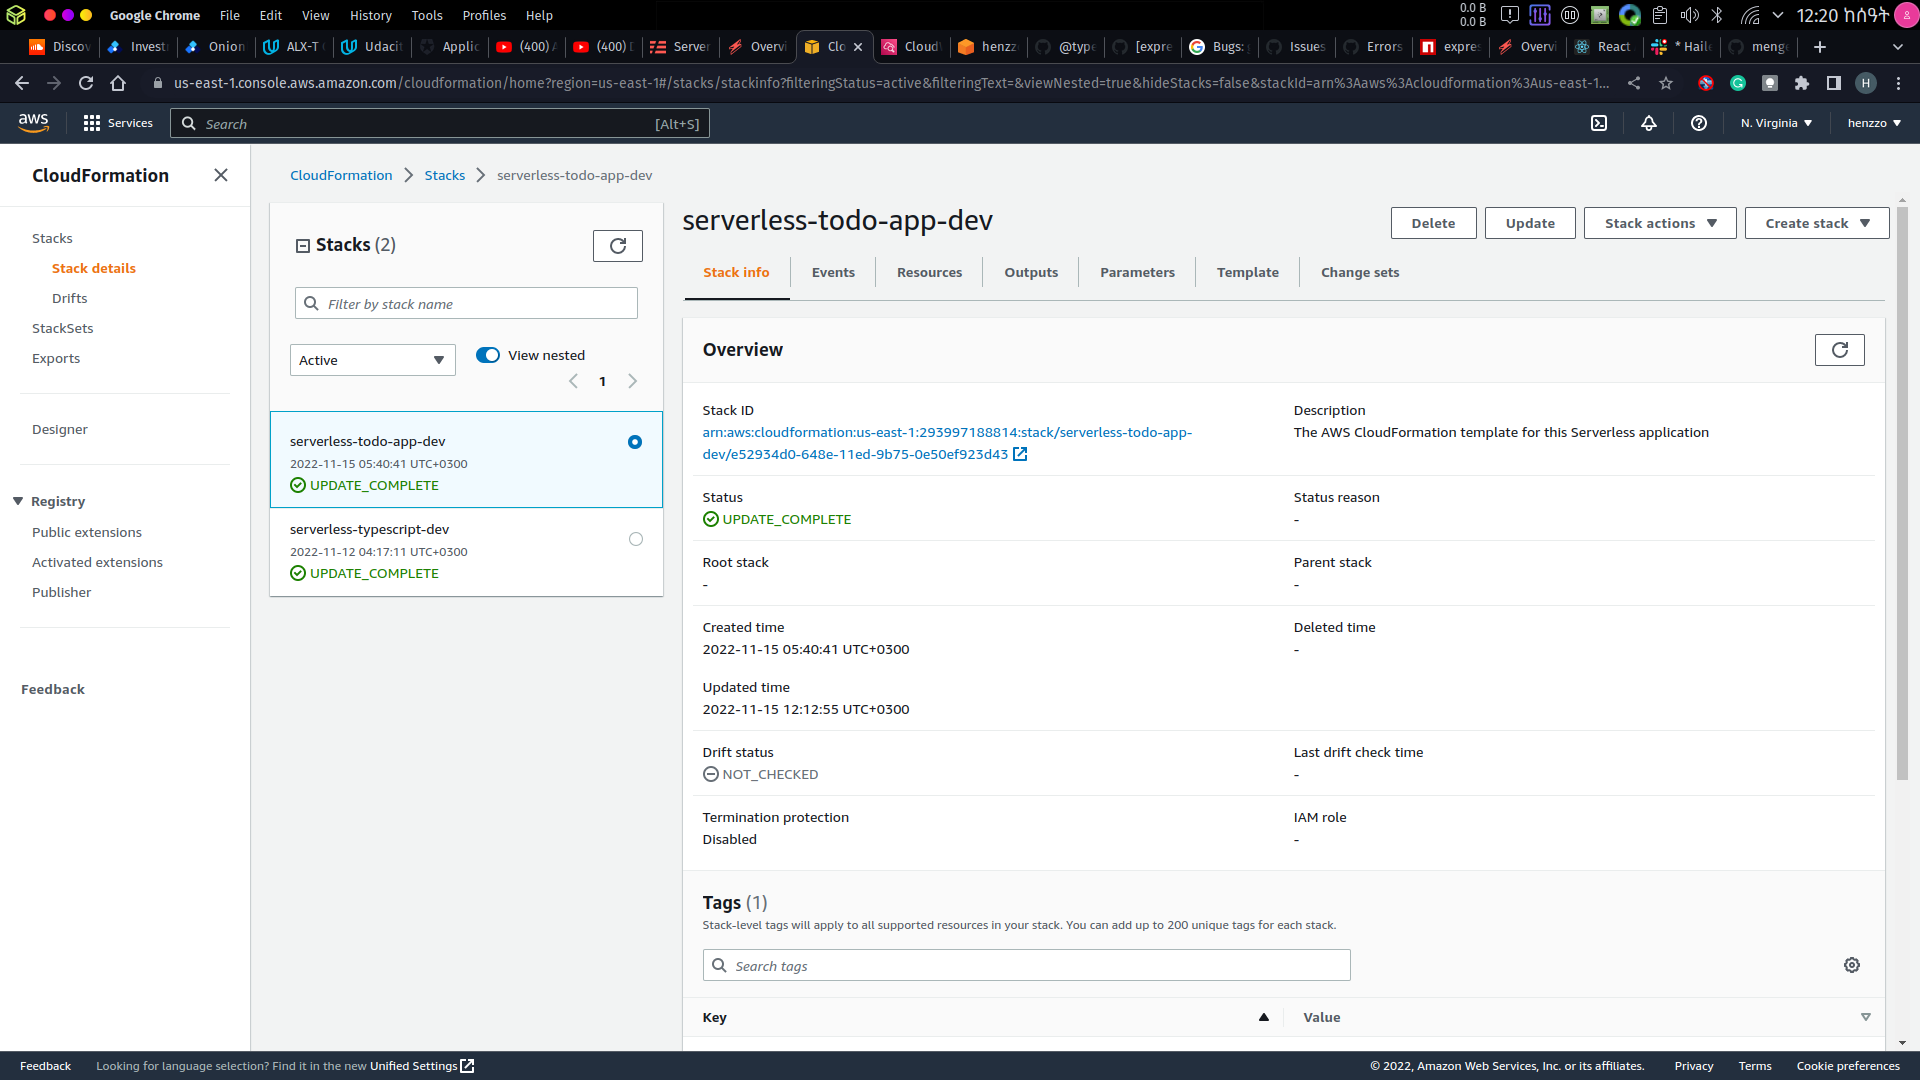 Google Chrome File Edit View History Tools Profiles Help
0.0 B
0.0 B
12:20 ከሰዓት
Discov Invest Onion ALX-T Udacit Applic (400) (400) Server Overvi Clo Cloud henzz @type [expre Bugs: Issues Errors expres Overvi React * Haile menge
us-east-1.console.aws.amazon.com/cloudformation/home?region=us-east-1#/stacks/stackinfo?filteringStatus=active&filteringText=&viewNested=true&hideStacks=false&stackId=arn%3Aaws%3Acloudformation%3Aus-east-1...
H
aws Services Search [Alt+S] N. Virginia henzzo
CloudFormation
Stacks
Stack details
Drifts
StackSets
Exports
Designer
Registry
Public extensions
Activated extensions
Publisher
Feedback
CloudFormation Stacks serverless-todo-app-dev
Stacks (2)
Filter by stack name
Active View nested
1
serverless-todo-app-dev
2022-11-15 05:40:41 UTC+0300
UPDATE_COMPLETE
serverless-typescript-dev
2022-11-12 04:17:11 UTC+0300
UPDATE_COMPLETE
serverless-todo-app-dev
Delete Update Stack actions Create stack
Stack info Events Resources Outputs Parameters Template Change sets
Overview
Stack ID
arn:aws:cloudformation:us-east-1:293997188814:stack/serverless-todo-app-
dev/e52934d0-648e-11ed-9b75-0e50ef923d43
Description
The AWS CloudFormation template for this Serverless application
Status
UPDATE_COMPLETE
Status reason
-
Root stack
-
Parent stack
-
Created time
2022-11-15 05:40:41 UTC+0300
Deleted time
-
Updated time
2022-11-15 12:12:55 UTC+0300
Drift status
NOT_CHECKED
Last drift check time
-
Termination protection
Disabled
IAM role
-
Tags (1)
Stack-level tags will apply to all supported resources in your stack. You can add up to 200 unique tags for each stack.
Search tags
Key Value
Feedback Looking for language selection? Find it in the new Unified Settings © 2022, Amazon Web Services, Inc. or its affiliates. Privacy Terms Cookie preferences